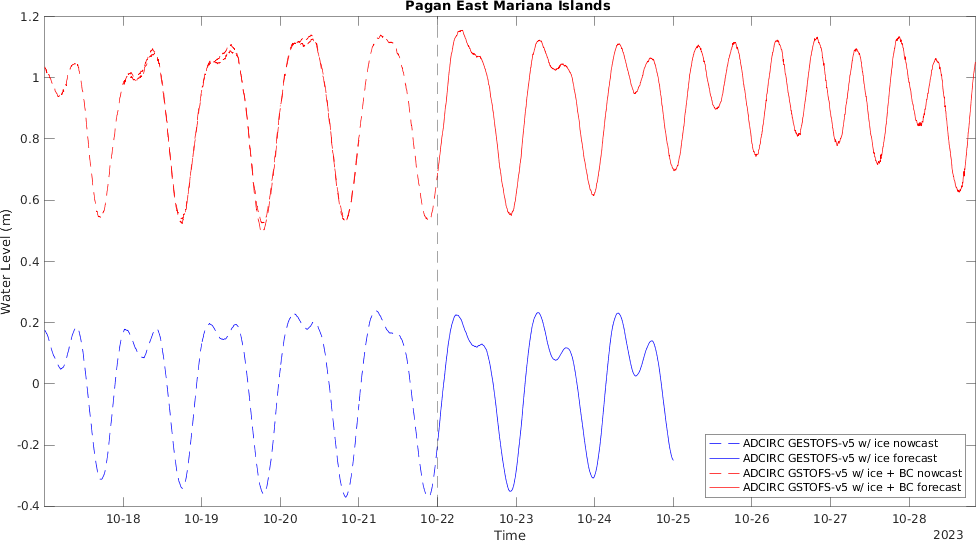 Pagan East Mariana Islands
1.2
1
0.8
0.6
0.4
0.2
0
-0.2
-0.4
Water Level (m)
ADCIRC GESTOFS-v5 w/ ice nowcast
ADCIRC GESTOFS-v5 w/ ice forecast
ADCIRC GSTOFS-v5 w/ ice + BC nowcast
ADCIRC GSTOFS-v5 w/ ice + BC forecast
10-18 10-19 10-20 10-21 10-22 10-23 10-24 10-25 10-26 10-27 10-28
Time
2023